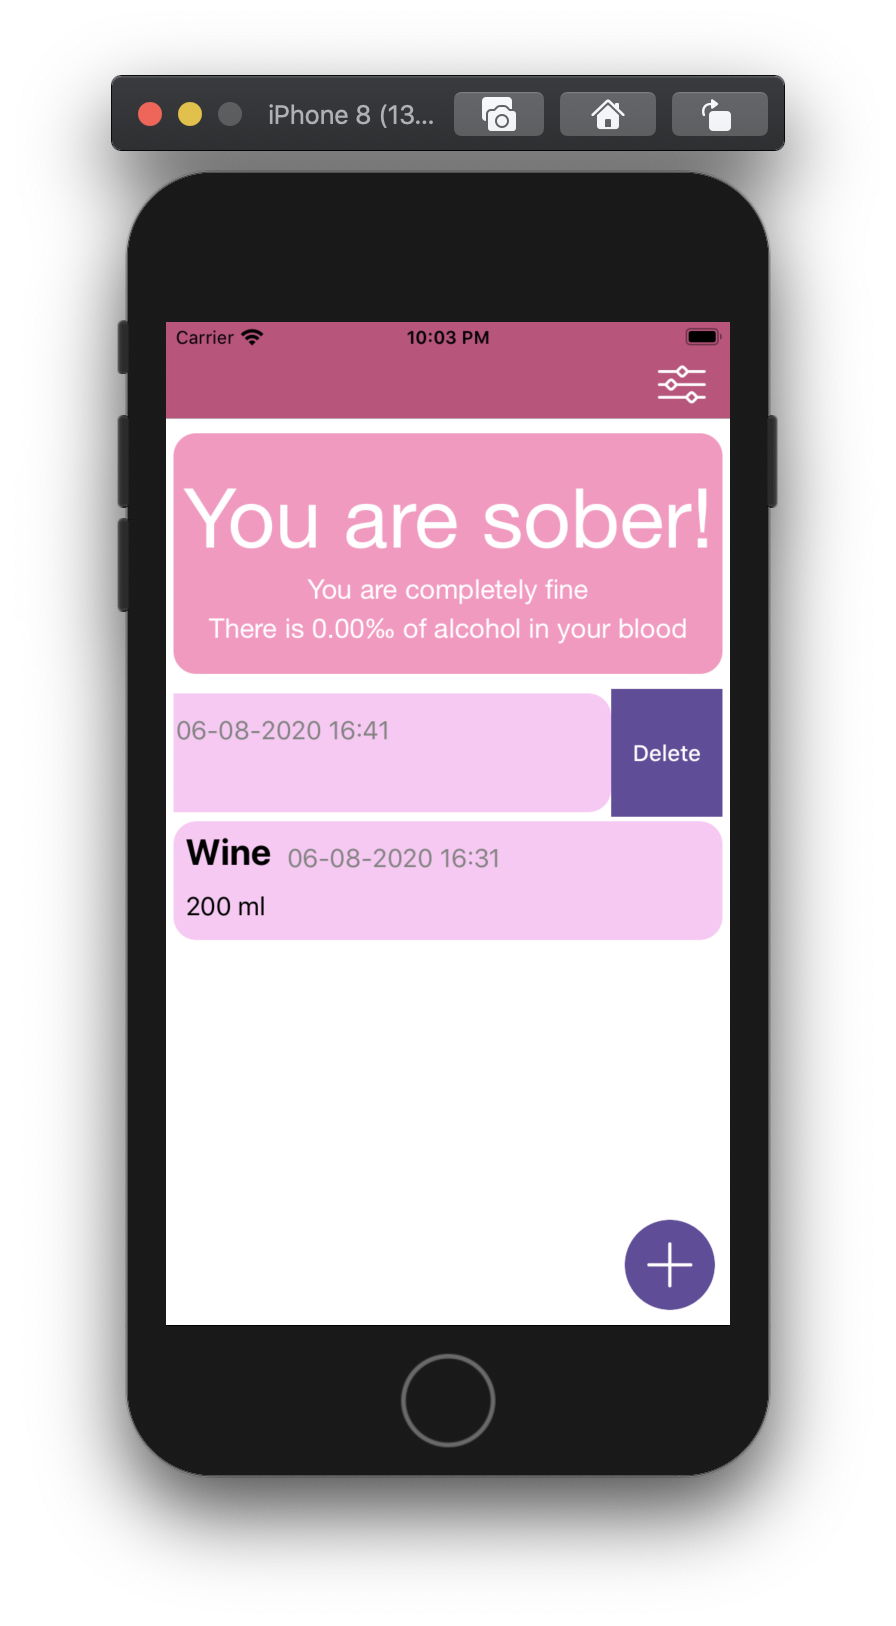 iPhone 8 (13...
Carrier 10:03 PM
You are sober!
You are completely fine
There is 0.00‰ of alcohol in your blood
06-08-2020 16:41
Delete
Wine 06-08-2020 16:31
200 ml